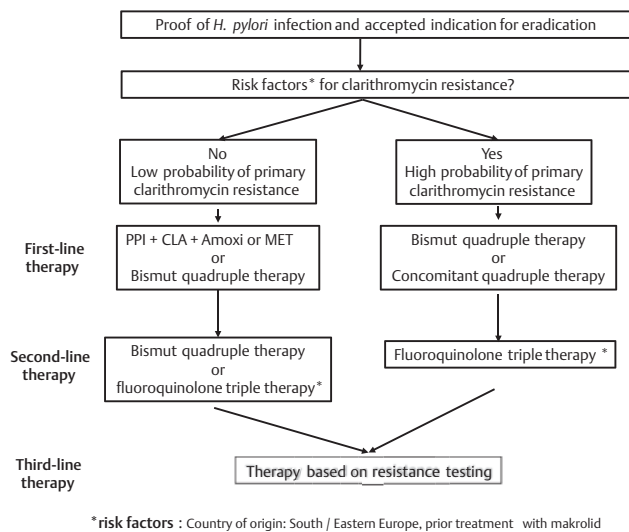 Proof of H. pylori infection and accepted indication for eradication
Risk factors* for clarithromycin resistance?
No
Low probability of primary
clarithromycin resistance
Yes
High probability of primary
clarithromycin resistance
First-line
therapy
PPI + CLA + Amoxi or MET
or
Bismut quadruple therapy
Bismut quadruple therapy
or
Concomitant quadruple therapy
Second-line
therapy
Bismut quadruple therapy
or
fluoroquinolone triple therapy*
Fluoroquinolone triple therapy *
Third-line
therapy
Therapy based on resistance testing
*risk factors : Country of origin: South / Eastern Europe, prior treatment with makrolid